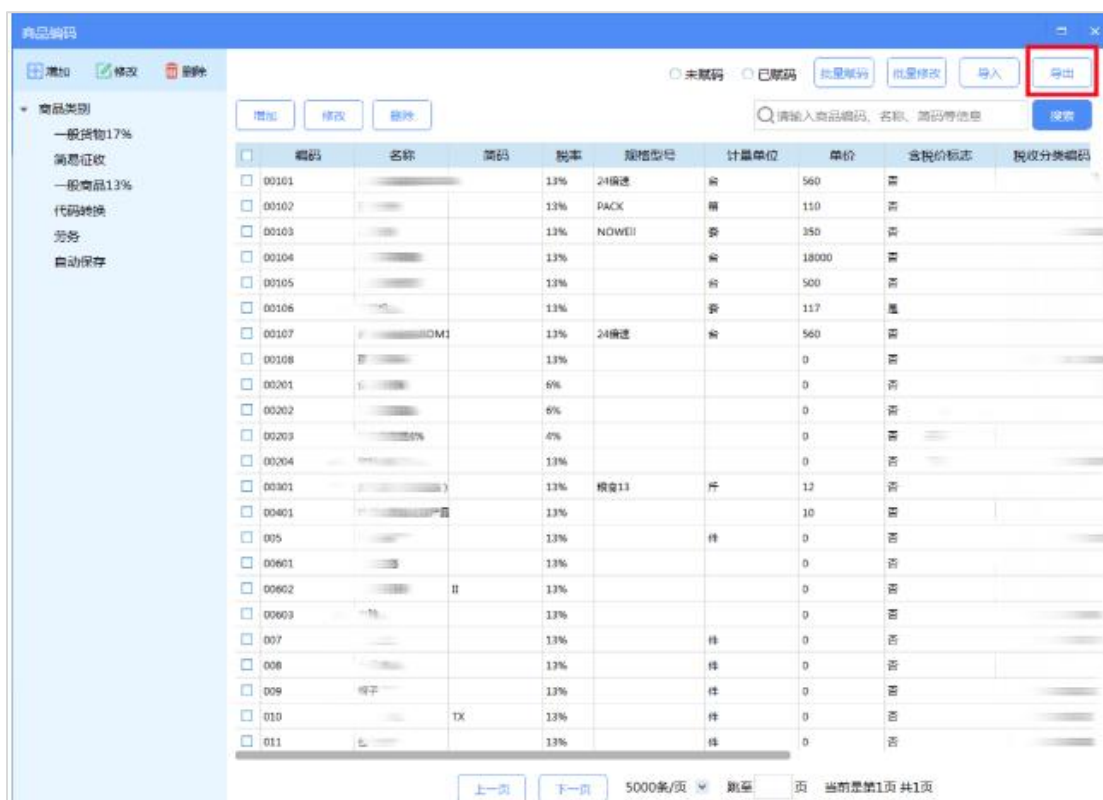 商品编码
增加 修改 删除
未赋码 已赋码 批量赋码 批量修改 导入 导出
商品类别
一般货物17%
简易征收
一般商品13%
代码转换
劳务
自动保存
增加 修改 删除 请输入商品编码、名称、简码等信息 搜索
编码 名称 简码 税率 规格型号 计量单位 单价 含税价标志 税收分类编码
00101 13% 24倍速 台 560 否
00102 13% PACK 110 否
00103 13% 套 350 否
00104 13% 台 18000 否
00105 13% 台 500 否
00106 13% 套 117 是
00107 13% 24倍速 台 560 否
00108 13% 0 否
00201 6% 0 否
00202 6% 0 否
00203 4% 0 否
00204 13% 0 否
00301 13% 粮食13 斤 12 否
00401 13% 10 否
005 13% 件 0 否
00601 13% 0 否
00602 II 13% 0 否
00603 13% 0 否
007 13% 件 0 否
008 13% 件 0 否
009 13% 件 0 否
010 TX 13% 件 0 否
011 13% 件 0 否
上一页 下一页 5000条/页 跳至 页 当前是第1页 共1页